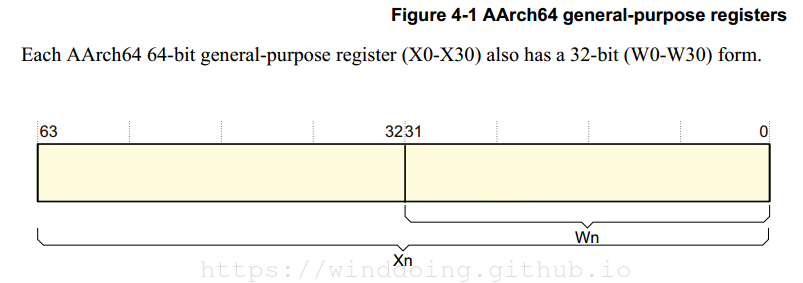 Figure 4-1 AArch64 general-purpose registers
Each AArch64 64-bit general-purpose register (X0-X30) also has a 32-bit (W0-W30) form.
63 32 31 0
Wn
Xn
https://winddoing.github.io